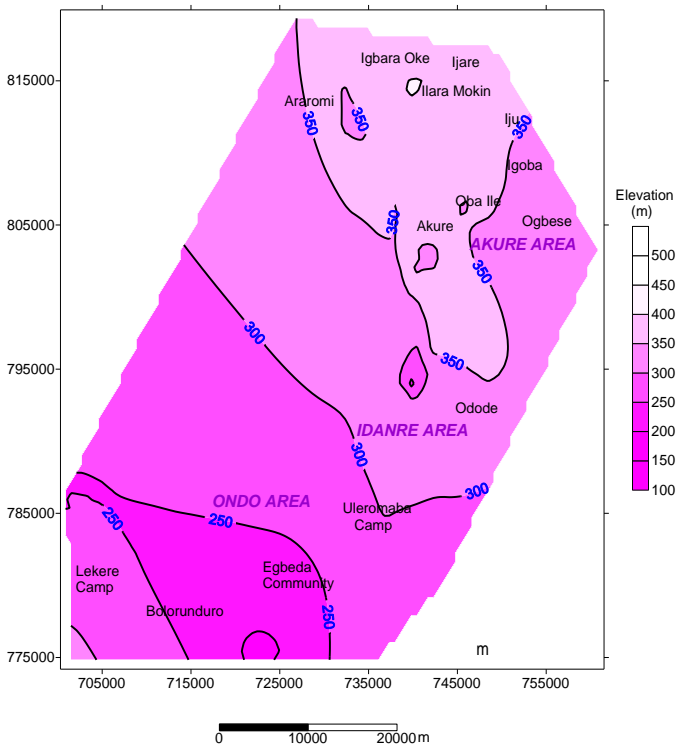 815000
805000
795000
785000
775000
705000
715000
725000
735000
745000
755000
Igbara Oke
Ijare
Ilara Mokin
Araromi
350
350
Iju
350
Igoba
Oba Ile
Ogbese
350
Akure
AKURE AREA
350
300
350
Odode
IDANRE AREA
300
300
ONDO AREA
Uleromaba
Camp
250
250
Lekere
Camp
Egbeda
Community
Bolorunduro
250
m
Elevation
(m)
500
450
400
350
300
250
200
150
100
0
10000
20000
m